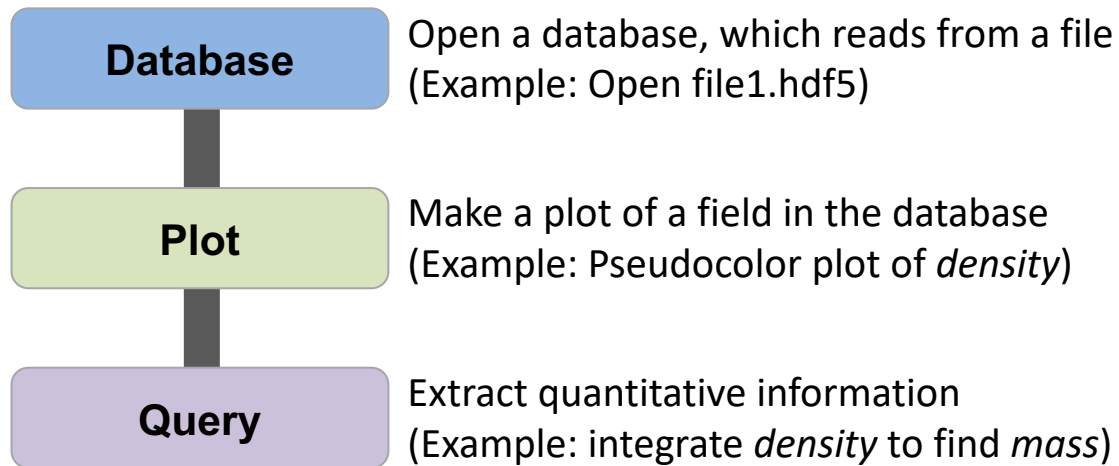 Database
Open a database, which reads from a file
(Example: Open file1.hdf5)
Plot
Make a plot of a field in the database
(Example: Pseudocolor plot of density)
Query
Extract quantitative information
(Example: integrate density to find mass)